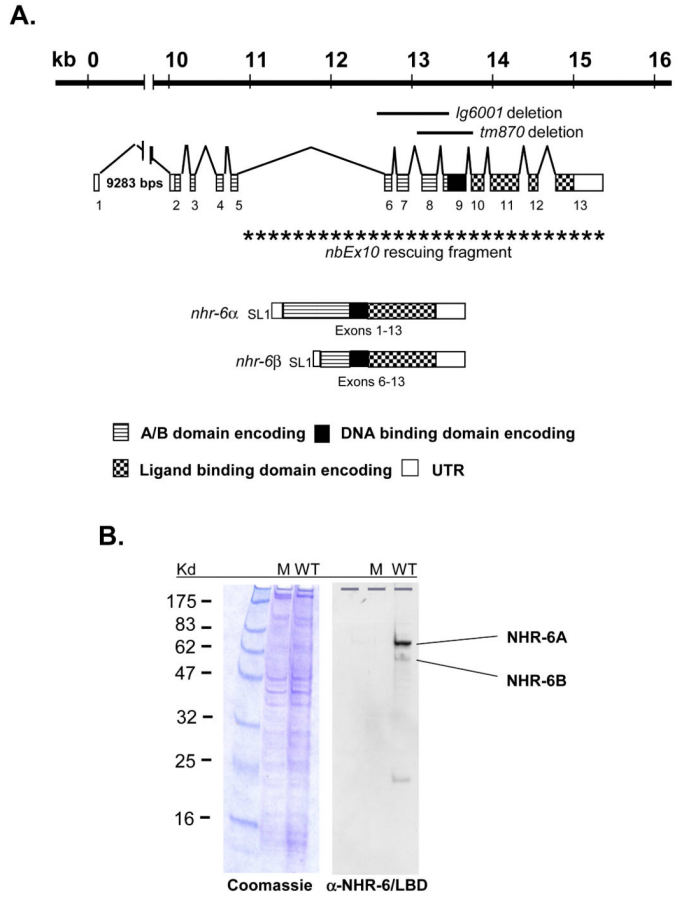 A.
kb 0 10 11 12 13 14 15 16
lg6001 deletion
tm870 deletion
9283 bps
1 2 3 4 5 6 7 8 9 10 11 12 13
************************
nbEx10 rescuing fragment
nhr-6α SL1
Exons 1-13
nhr-6β SL1
Exons 6-13
A/B domain encoding DNA binding domain encoding
Ligand binding domain encoding UTR
B.
Kd M WT M WT
175
83
62
47
32
25
16
NHR-6A
NHR-6B
Coomassie α-NHR-6/LBD